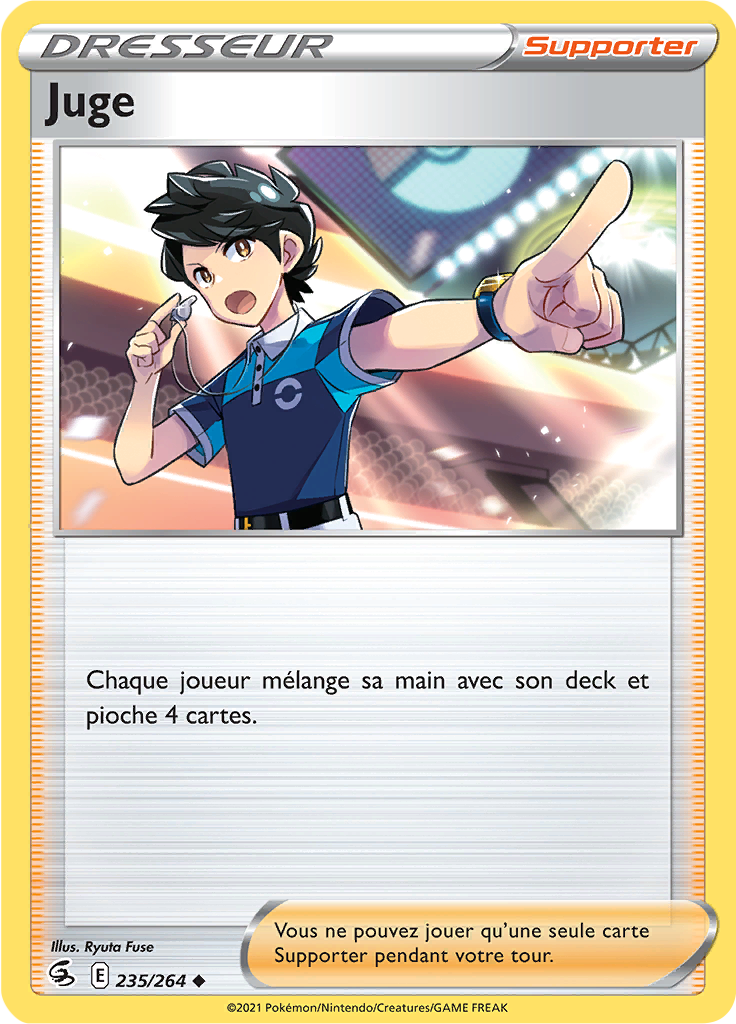 DRESSEUR
Supporter
Juge
Chaque joueur mélange sa main avec son deck et
pioche 4 cartes.
Vous ne pouvez jouer qu'une seule carte
Supporter pendant votre tour.
Illus. Ryuta Fuse
E 235/264
©2021 Pokémon/Nintendo/Creatures/GAME FREAK